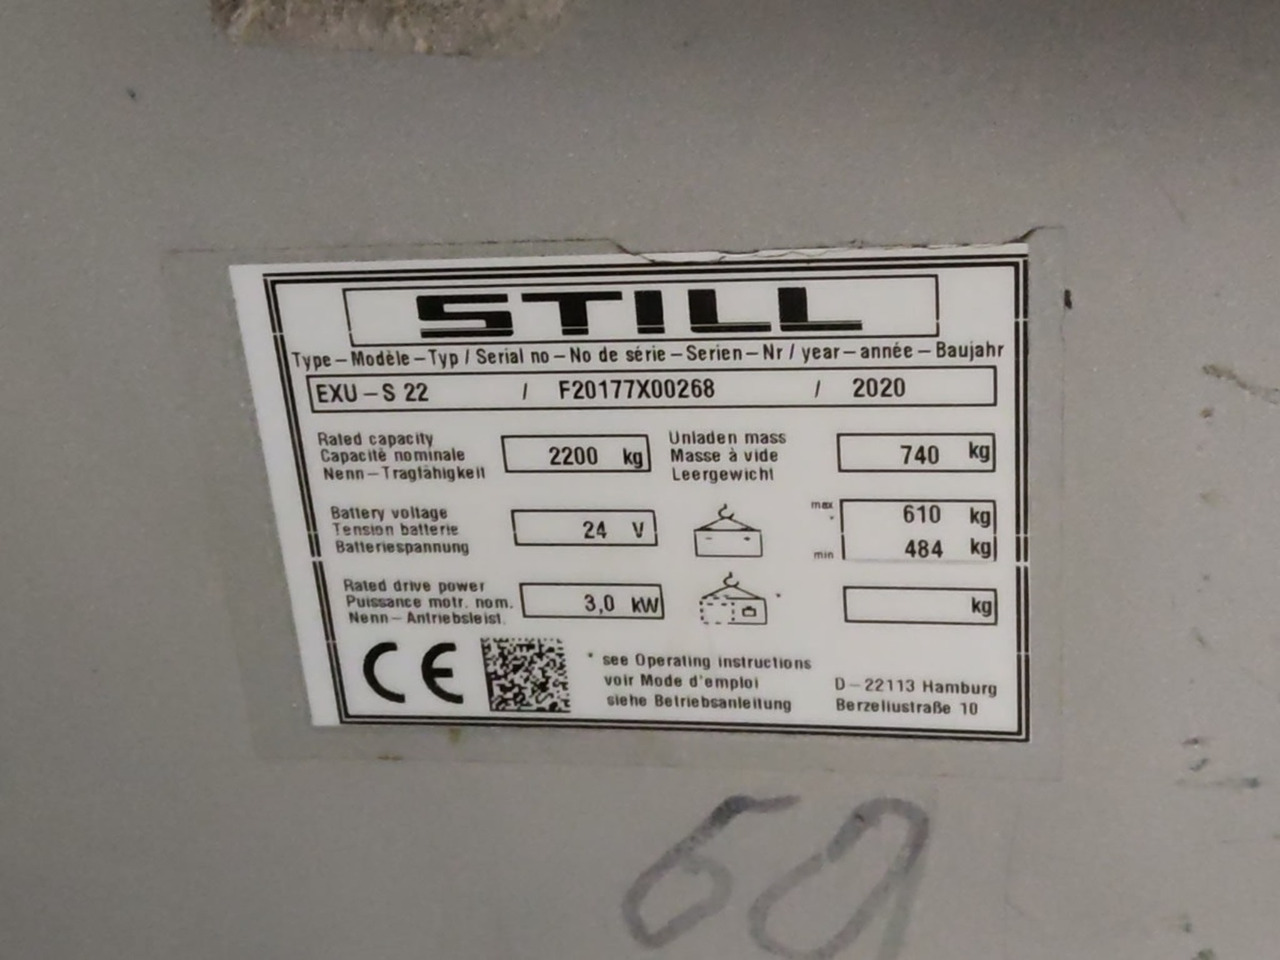 STILL
Type – Modèle – Typ / Serial no – No de série – Serien – Nr / year – année – Baujahr
EXU – S 22 / F20177X00268 / 2020
Rated capacity
Capacité nominale
Nenn – Tragfähigkeit
2200 kg
Unladen mass
Masse à vide
Leergewicht
740 kg
Battery voltage
Tension batterie
Batteriespannung
24 V
max * 610 kg
min 484 kg
Rated drive power
Puissance motr. nom.
Nenn – Antriebsleist.
3,0 kW
* kg
CE
* see Operating instructions
voir Mode d'emploi
siehe Betriebsanleitung
D – 22113 Hamburg
Berzeliustraße 10